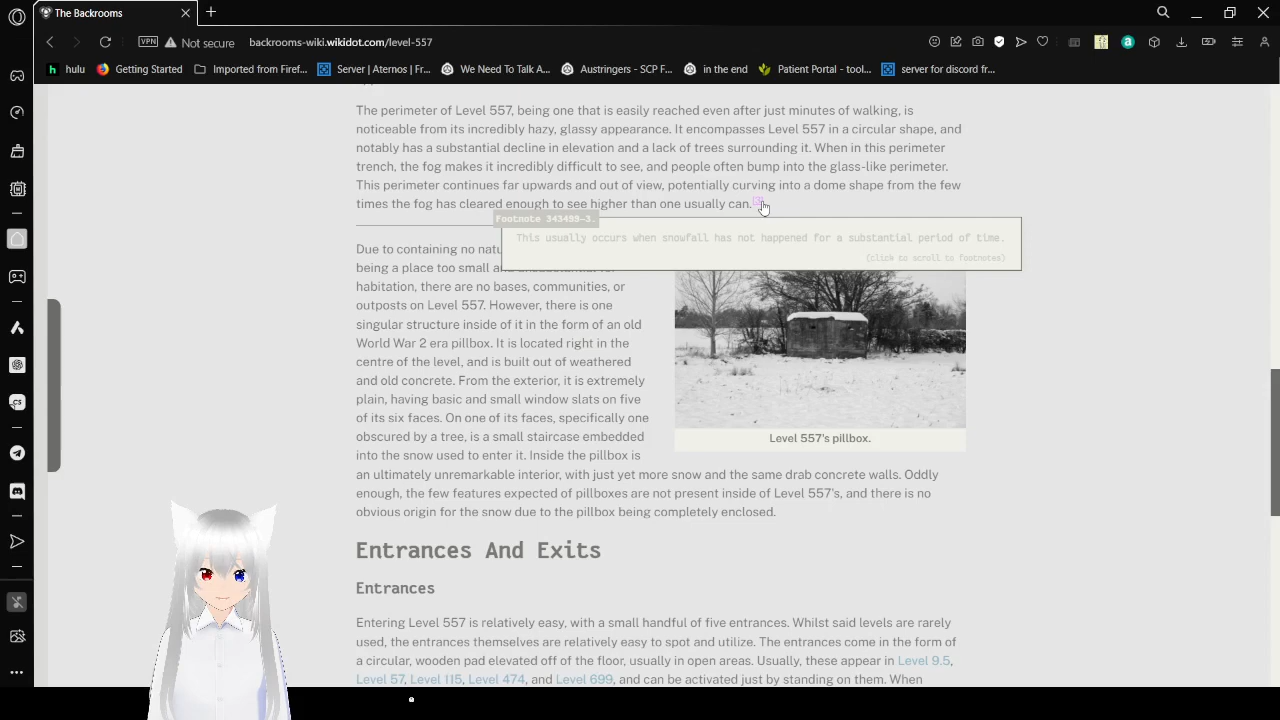 The Backrooms
VPN
Not secure
backrooms-wiki.wikidot.com/level-557
hulu
Getting Started
Imported from Firef...
Server | Aternos | Fr...
We Need To Talk A...
Austringers - SCP F...
in the end
Patient Portal - tool...
server for discord fr...
The perimeter of Level 557, being one that is easily reached even after just minutes of walking, is
noticeable from its incredibly hazy, glassy appearance. It encompasses Level 557 in a circular shape, and
notably has a substantial decline in elevation and a lack of trees surrounding it. When in this perimeter
trench, the fog makes it incredibly difficult to see, and people often bump into the glass-like perimeter.
This perimeter continues far upwards and out of view, potentially curving into a dome shape from the few
times the fog has cleared enough to see higher than one usually can.
Footnote 343499-3.
This usually occurs when snowfall has not happened for a substantial period of time.
(click to scroll to footnotes)
Due to containing no natu
being a place too small a
habitation, there are no bases, communities, or
outposts on Level 557. However, there is one
singular structure inside of it in the form of an old
World War 2 era pillbox. It is located right in the
centre of the level, and is built out of weathered
and old concrete. From the exterior, it is extremely
plain, having basic and small window slats on five
of its six faces. On one of its faces, specifically one
obscured by a tree, is a small staircase embedded
into the snow used to enter it. Inside the pillbox is
an ultimately unremarkable interior, with just yet more snow and the same drab concrete walls. Oddly
enough, the few features expected of pillboxes are not present inside of Level 557's, and there is no
obvious origin for the snow due to the pillbox being completely enclosed.
Level 557's pillbox.
Entrances And Exits
Entrances
Entering Level 557 is relatively easy, with a small handful of five entrances. Whilst said levels are rarely
used, the entrances themselves are relatively easy to spot and utilize. The entrances come in the form of
a circular, wooden pad elevated off of the floor, usually in open areas. Usually, these appear in Level 9.5,
Level 57, Level 115, Level 474, and Level 699, and can be activated just by standing on them. When